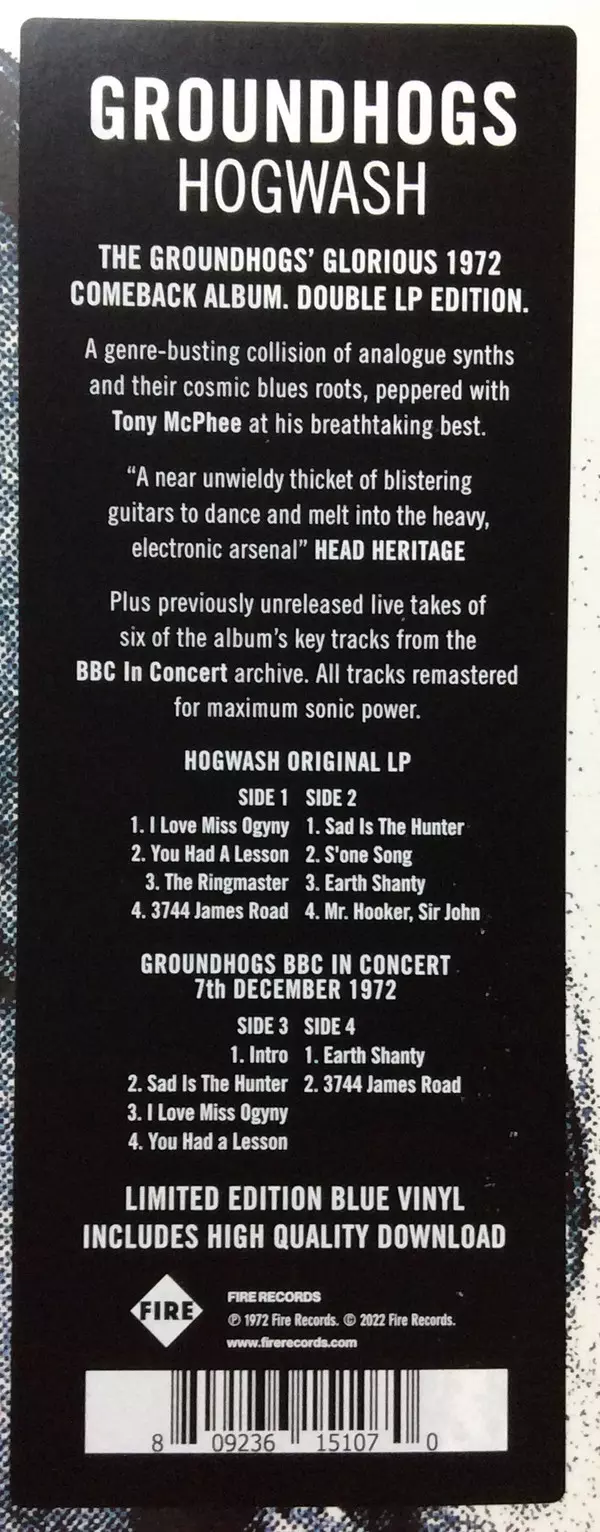 GROUNDHOGS
HOGWASH
THE GROUNDHOGS' GLORIOUS 1972
COMEBACK ALBUM. DOUBLE LP EDITION.
A genre-busting collision of analogue synths
and their cosmic blues roots, peppered with
Tony McPhee at his breathtaking best.
“A near unwieldy thicket of blistering
guitars to dance and melt into the heavy,
electronic arsenal” HEAD HERITAGE
Plus previously unreleased live takes of
six of the album's key tracks from the
BBC In Concert archive. All tracks remastered
for maximum sonic power.
HOGWASH ORIGINAL LP
SIDE 1 SIDE 2
1. I Love Miss Ogyny 1. Sad Is The Hunter
2. You Had A Lesson 2. S'one Song
3. The Ringmaster 3. Earth Shanty
4. 3744 James Road 4. Mr. Hooker, Sir John
GROUNDHOGS BBC IN CONCERT
7th DECEMBER 1972
SIDE 3 SIDE 4
1. Intro 1. Earth Shanty
2. Sad Is The Hunter 2. 3744 James Road
3. I Love Miss Ogyny
4. You Had a Lesson
LIMITED EDITION BLUE VINYL
INCLUDES HIGH QUALITY DOWNLOAD
FIRE
FIRE RECORDS
℗ 1972 Fire Records. © 2022 Fire Records.
www.firerecords.com
8 09236 15107 0